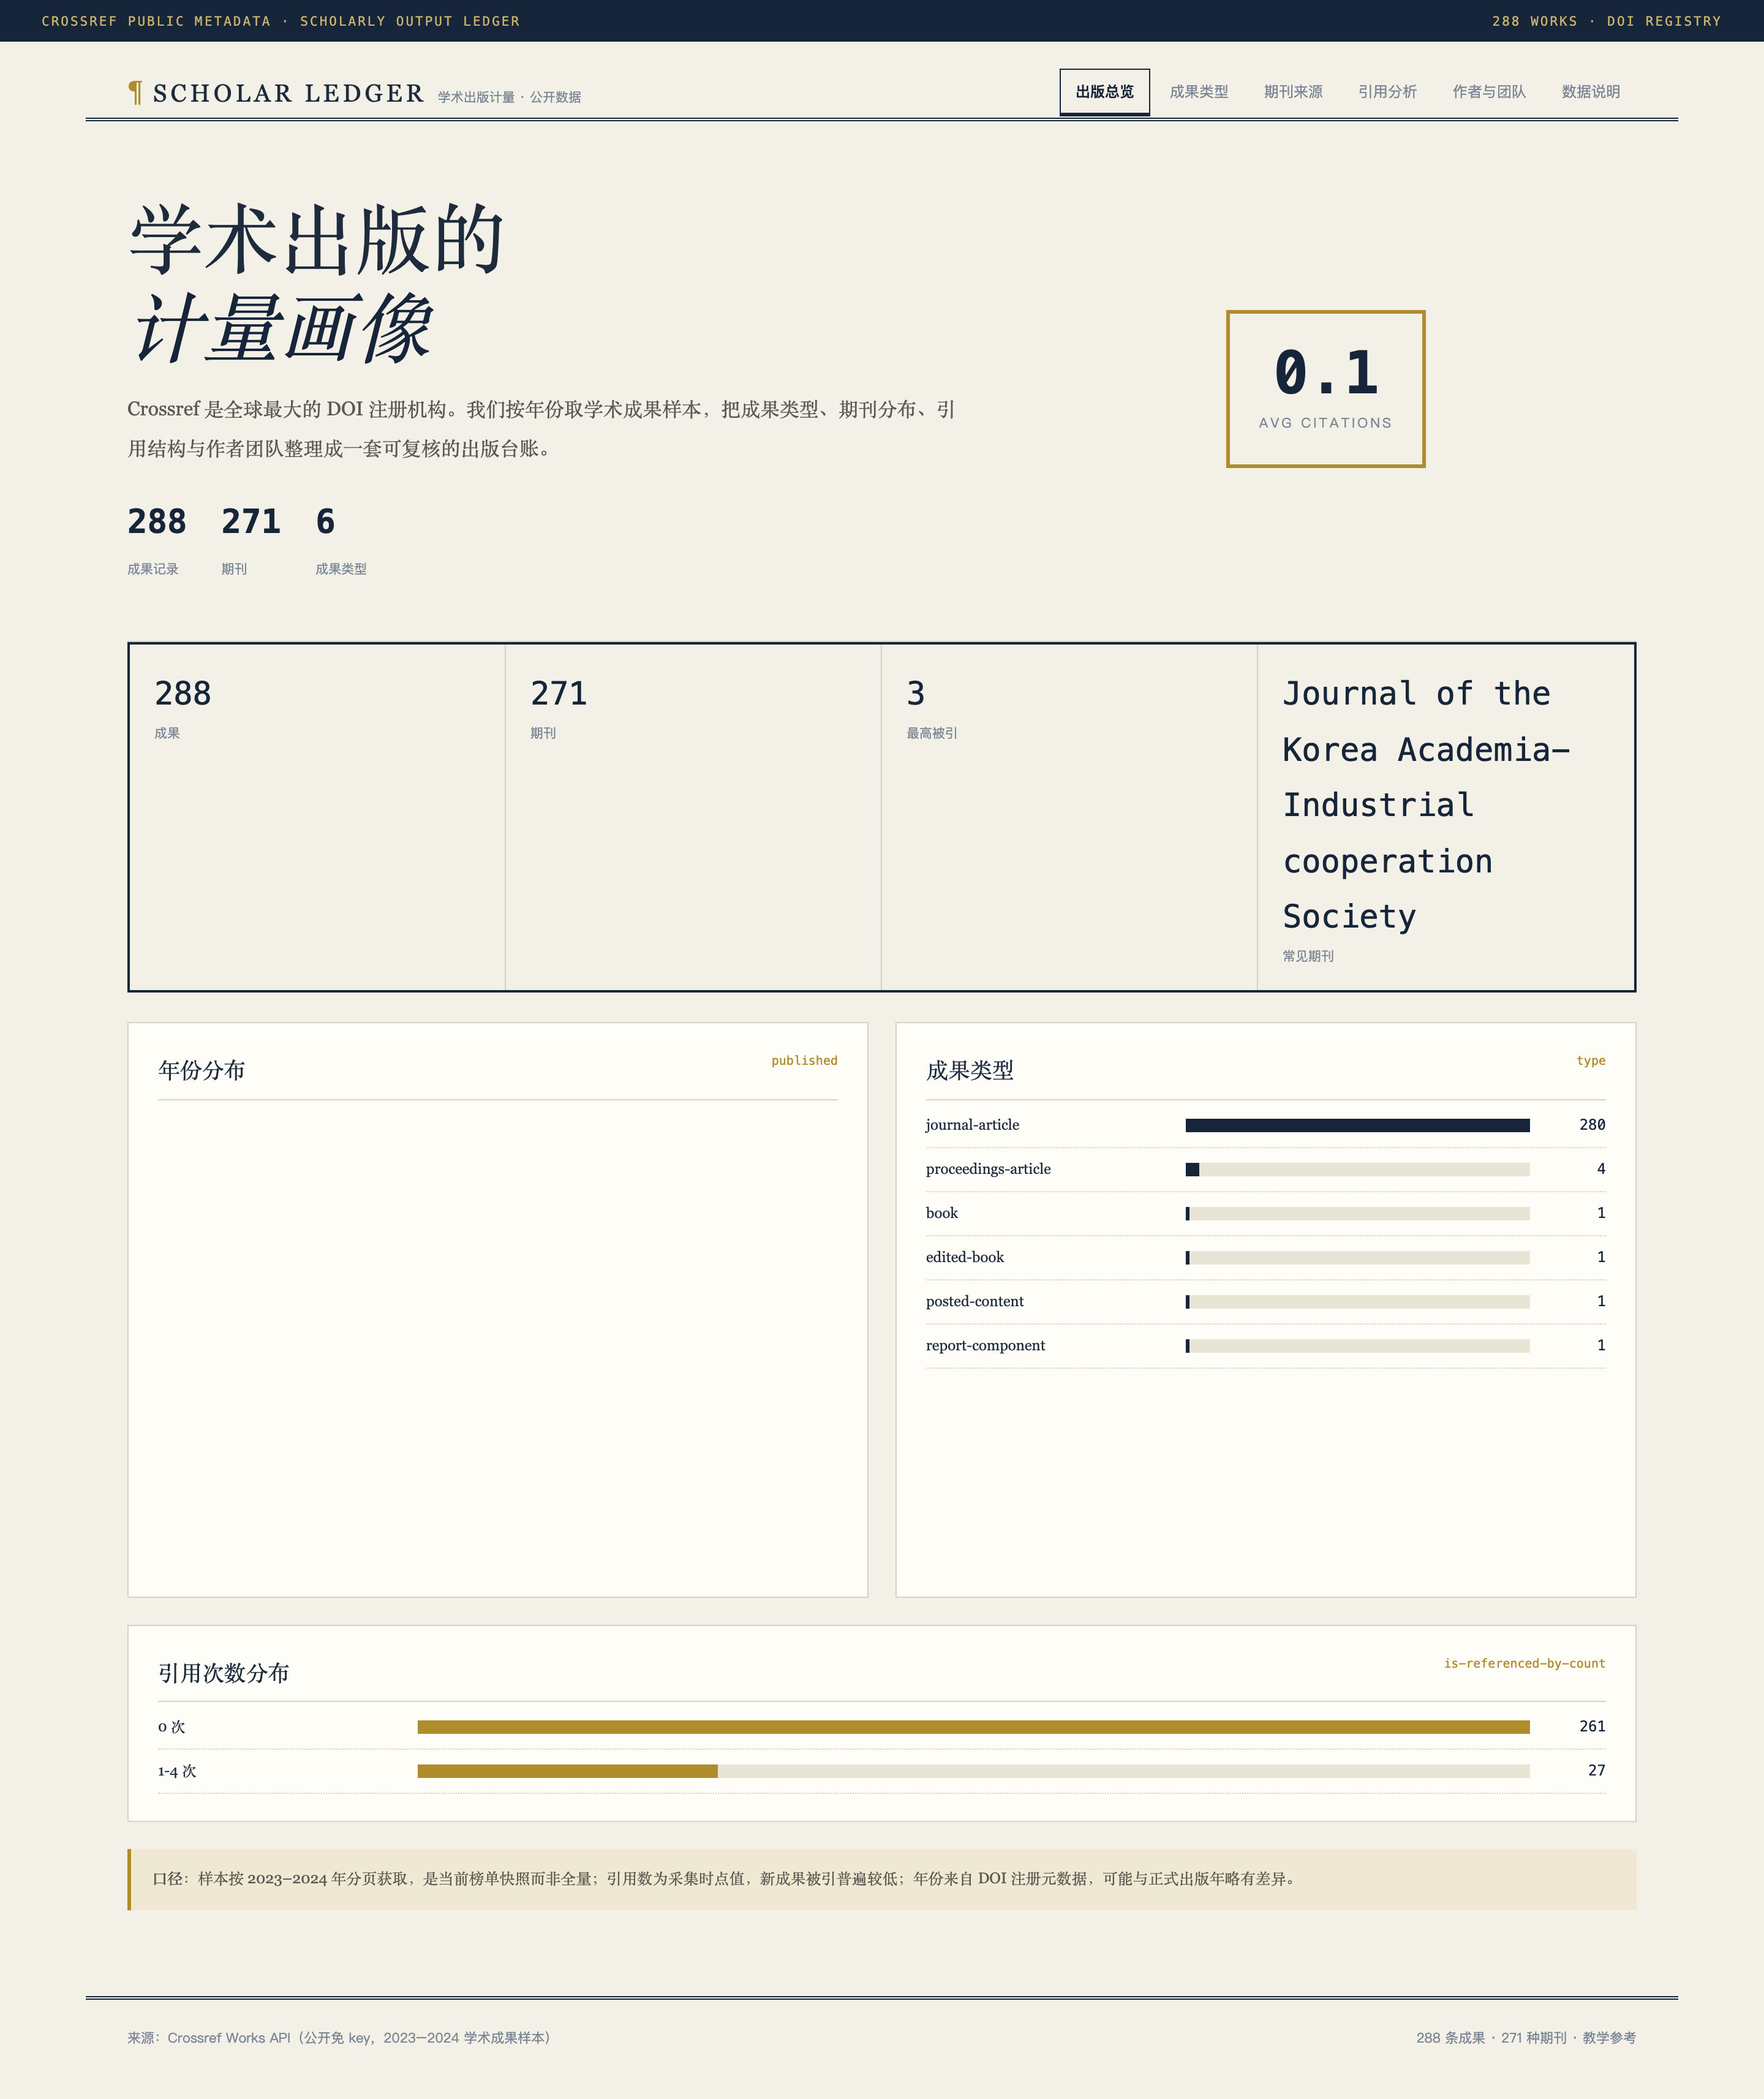 CROSSREF PUBLIC METADATA · SCHOLARLY OUTPUT LEDGER
288 WORKS · DOI REGISTRY
¶ SCHOLAR LEDGER 学术出版计量 · 公开数据
出版总览 成果类型 期刊来源 引用分析 作者与团队 数据说明
学术出版的
计量画像
Crossref 是全球最大的 DOI 注册机构。我们按年份取学术成果样本，把成果类型、期刊分布、引
用结构与作者团队整理成一套可复核的出版台账。
0.1
AVG CITATIONS
288 271 6
成果记录 期刊 成果类型
288
成果
271
期刊
3
最高被引
Journal of the
Korea Academia-
Industrial
cooperation
Society
常见期刊
年份分布 published
成果类型 type
journal-article 280
proceedings-article 4
book 1
edited-book 1
posted-content 1
report-component 1
引用次数分布 is-referenced-by-count
0 次 261
1-4 次 27
口径：样本按 2023–2024 年分页获取，是当前榜单快照而非全量；引用数为采集时点值，新成果被引普遍较低；年份来自 DOI 注册元数据，可能与正式出版年略有差异。
来源：Crossref Works API（公开免 key，2023–2024 学术成果样本）
288 条成果 · 271 种期刊 · 教学参考